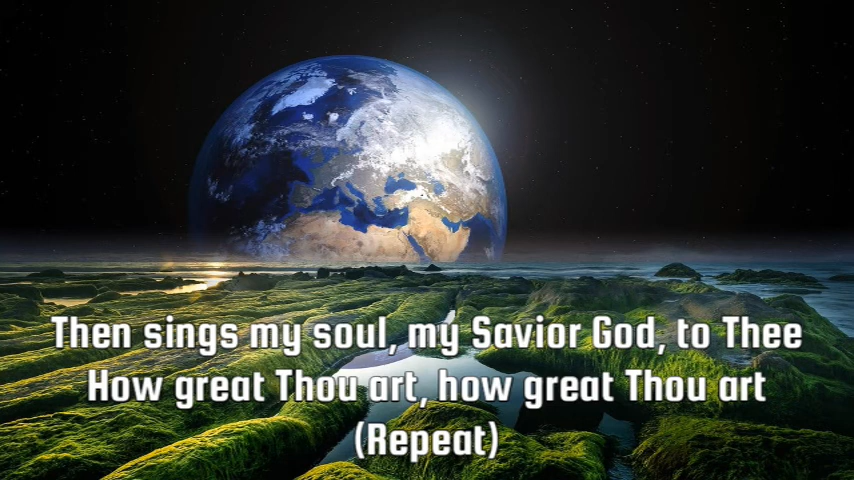 Then sings my soul, my Savior God, to Thee
How great Thou art, how great Thou art
(Repeat)